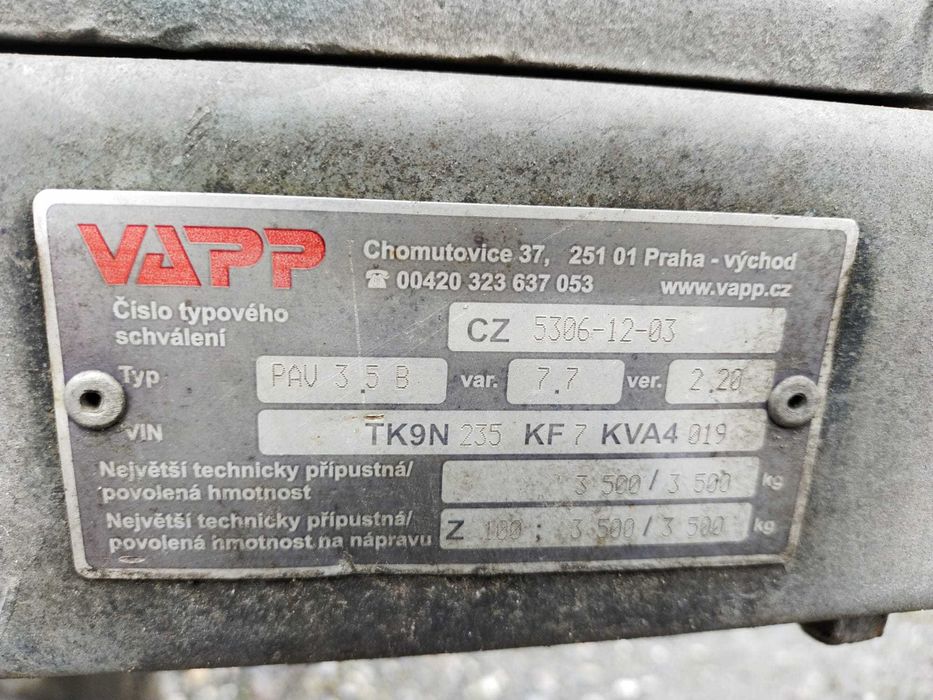 VAPP
Chomutovice 37, 251 01 Praha - východ
☎ 00420 323 637 053 www.vapp.cz
Číslo typového schválení CZ 5306-12-03
Typ PAV 3.5 B var. 7.7 ver. 2.20
VIN TK9N 235 KF 7 KVA4 019
Největší technicky přípustná/
povolená hmotnost 3 500 / 3 500 kg
Největší technicky přípustná/
povolená hmotnost na nápravu Z 100 ; 3 500 / 3 500 kg